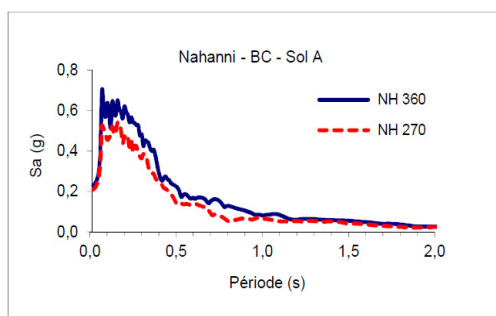 Nahanni - BC - Sol A
NH 360
NH 270
Sa (g)
0,8
0,6
0,4
0,2
0,0
0,0 0,5 1,0 1,5 2,0
Période (s)